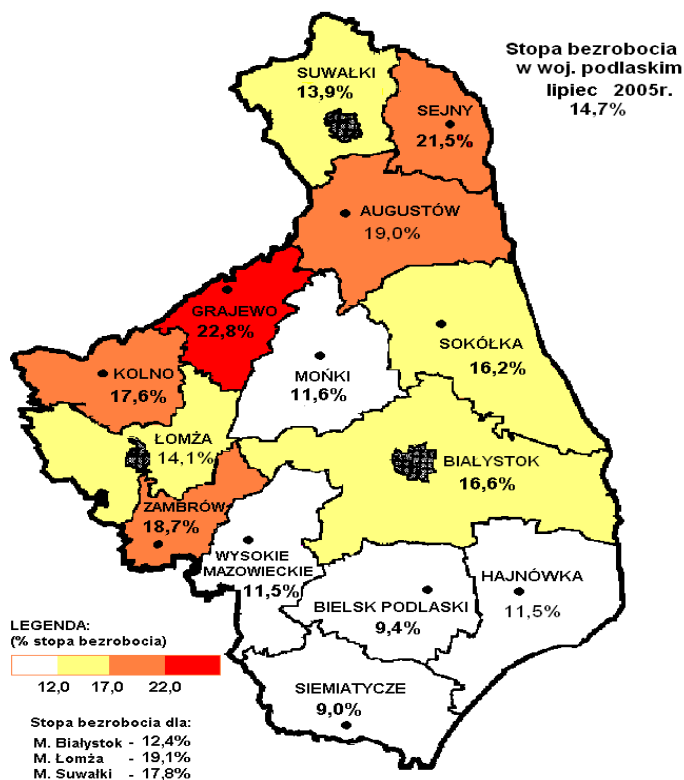 Stopa bezrobocia
w woj. podlaskim
lipiec 2005r.
14,7%
SUWAŁKI
13,9%
SEJNY
21,5%
AUGUSTÓW
19,0%
GRAJEWO
22,8%
SOKÓŁKA
16,2%
KOLNO
17,6%
MOŃKI
11,6%
ŁOMŻA
14,1%
BIAŁYSTOK
16,6%
ZAMBRÓW
18,7%
WYSOKIE
MAZOWIECKIE
11,5%
HAJNÓWKA
11,5%
BIELSK PODLASKI
9,4%
SIEMIATYCZE
9,0%
LEGENDA:
(% stopa bezrobocia)
12,0 17,0 22,0
Stopa bezrobocia dla:
M. Białystok - 12,4%
M. Łomża - 19,1%
M. Suwałki - 17,8%